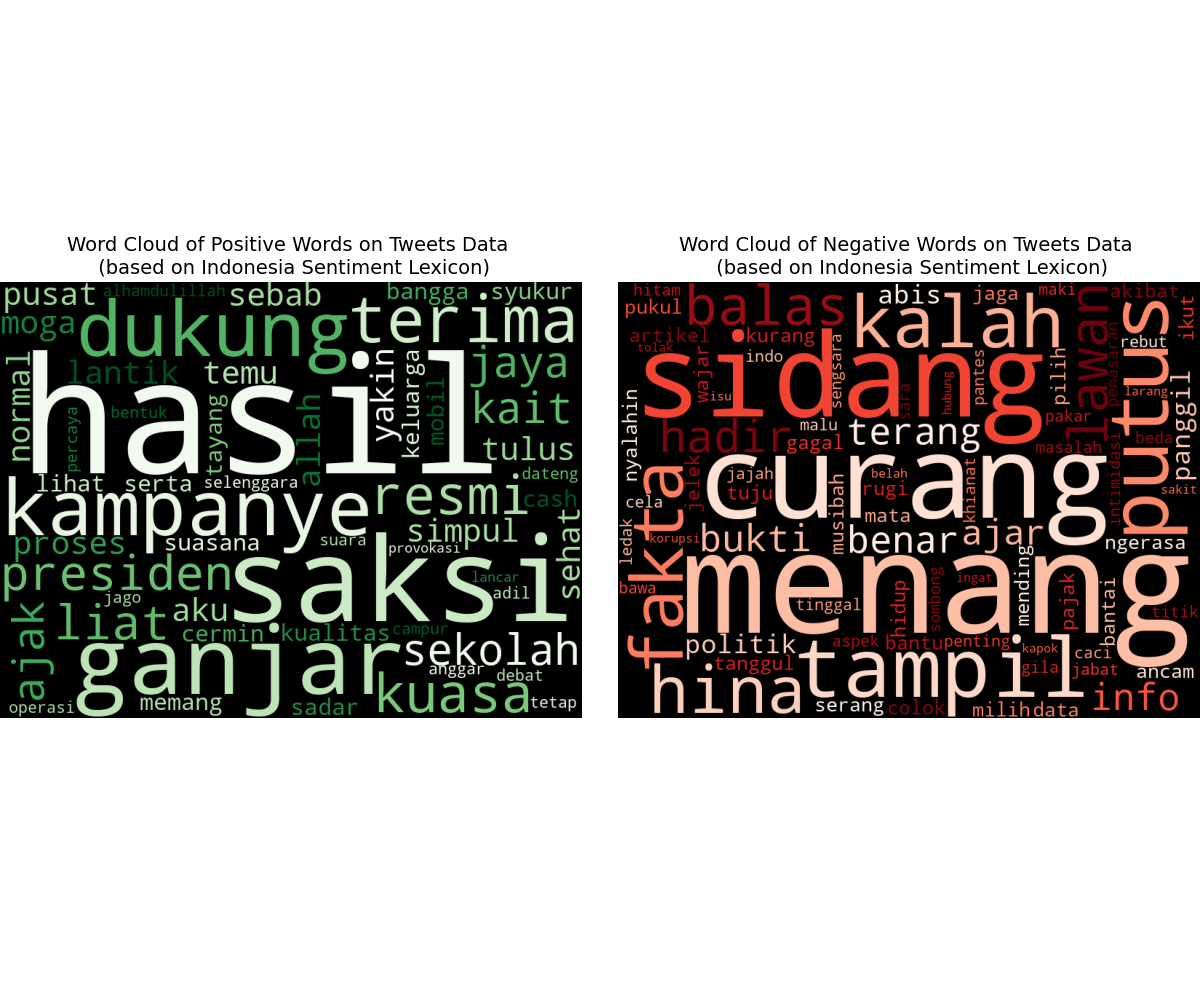 Word Cloud of Positive Words on Tweets Data
(based on Indonesia Sentiment Lexicon)
pusat
alhamdulillah
sebab
bangga
syukur
moga
dukung
terima
normal
lantik
temu
yakin
keluarga
mobil
jaya
hasil
percaya
bentuk
tayang
allah
kait
tulus
lihat
serta
selenggara
dateng
kampanye
resmi
cash
proses
suasana
suara
simpul
provokasi
sehat
presiden
saksi
lancar
adil
jago
liat
aku
ajak
cermin
kualitas
campur
ganjar
sekolah
anggar
debat
kuasa
operasi
memang
sadar
tetap
Word Cloud of Negative Words on Tweets Data
(based on Indonesia Sentiment Lexicon)
hitam
pukul
balas
abis
jaga
maki
akibat
ikut
artikel
kurang
kalah
lawan
putus
rebut
tolak
wajar
indo
sengsara
sidang
pantes
pilih
penasaran
larang
panggil
isu
sara
hubung
nyalahin
hadir
malu
gagal
terang
pakar
masalah
beda
jelek
jajah
tuju
curang
belah
rugi
khianat
intimidasi
sakit
cela
fakta
musibah
mata
ledak
korupsi
bukti
benar
ajar
ngerasa
bawa
menang
tinggal
hidup
sombong
ingat
mending
pajak
bantai
titik
politik
aspek
bantu
penting
kapok
caci
tanggul
tampil
gila
jabat
ancam
hina
serang
colok
milih
data
info